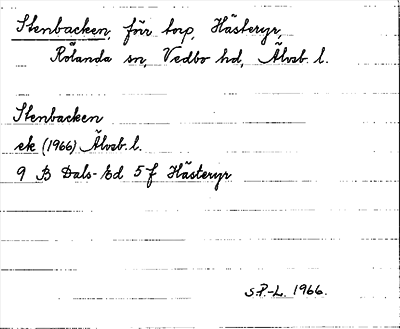 Stenbacken, förr torp, Hästeryr,
Rölanda sn, Vedbo hd, Älvsb. l.
Stenbacken
ek (1966) Älvsb. l.
9 B Dals-Ed 5 f Hästeryr
S.P.-L. 1966.